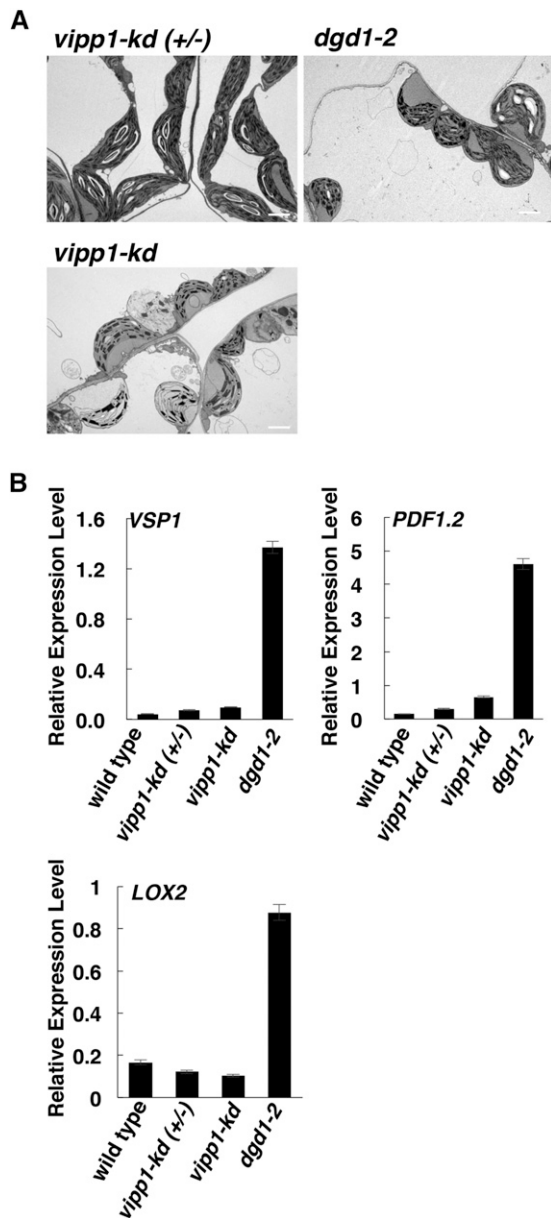 A
vipp1-kd (+/-)
dgd1-2
vipp1-kd
B
VSP1
Relative Expression Level
1.6
1.2
0.8
0.4
0.0
wild type
vipp1-kd (+/-)
vipp1-kd
dgd1-2
PDF1.2
Relative Expression Level
6
5
4
3
2
1
0
wild type
vipp1-kd (+/-)
vipp1-kd
dgd1-2
LOX2
Relative Expression Level
1
0.8
0.6
0.4
0.2
0
wild type
vipp1-kd (+/-)
vipp1-kd
dgd1-2